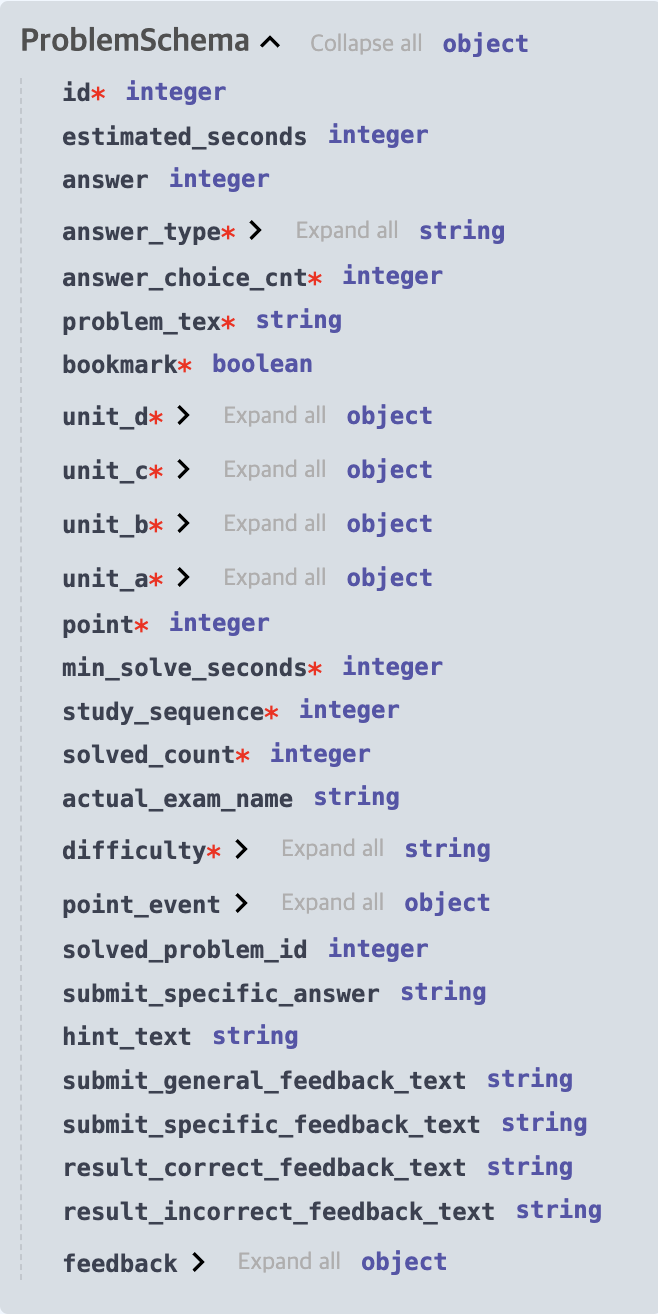 ProblemSchema Collapse all object
id* integer
estimated_seconds integer
answer integer
answer_type* Expand all string
answer_choice_cnt* integer
problem_tex* string
bookmark* boolean
unit_d* Expand all object
unit_c* Expand all object
unit_b* Expand all object
unit_a* Expand all object
point* integer
min_solve_seconds* integer
study_sequence* integer
solved_count* integer
actual_exam_name string
difficulty* Expand all string
point_event Expand all object
solved_problem_id integer
submit_specific_answer string
hint_text string
submit_general_feedback_text string
submit_specific_feedback_text string
result_correct_feedback_text string
result_incorrect_feedback_text string
feedback Expand all object